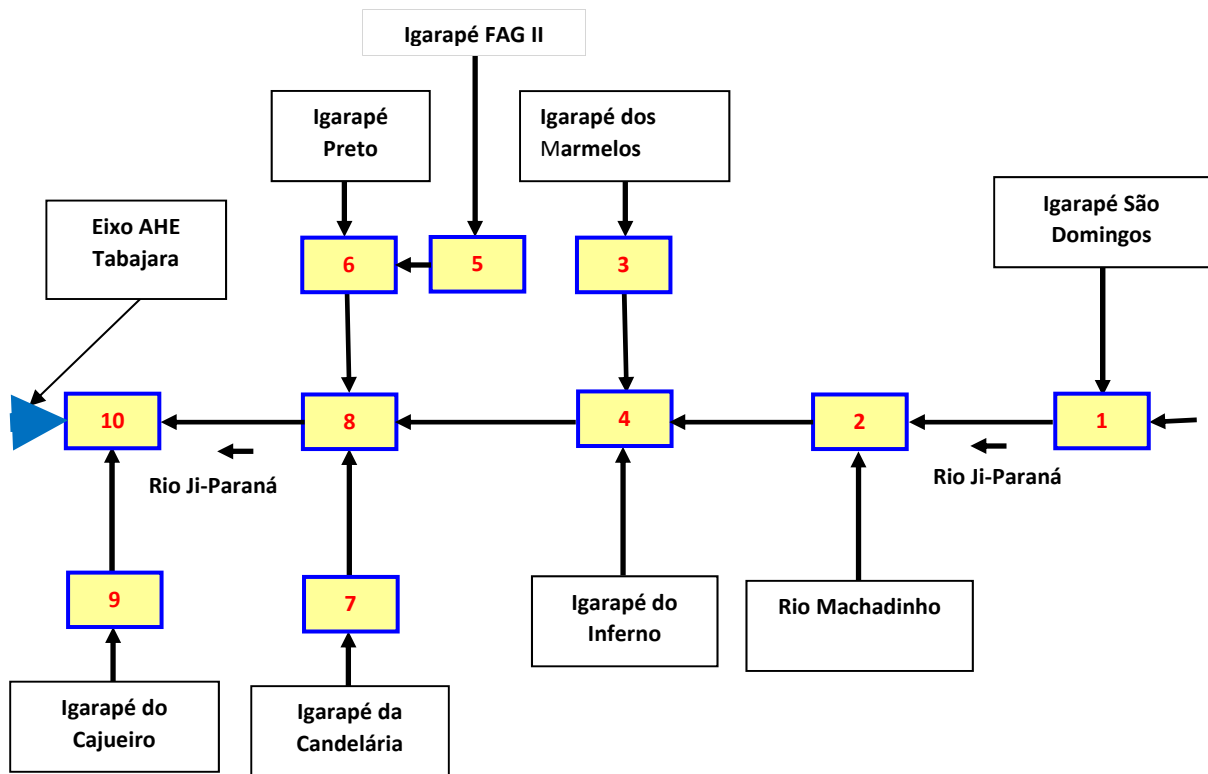 Igarapé FAG II
Igarapé
Preto
Igarapé dos
Marmelos
Igarapé São
Domingos
Eixo AHE
Tabajara
6
5
3
10
8
4
2
1
Rio Ji-Paraná
Rio Ji-Paraná
9
7
Igarapé do
Inferno
Rio Machadinho
Igarapé do
Cajueiro
Igarapé da
Candelária